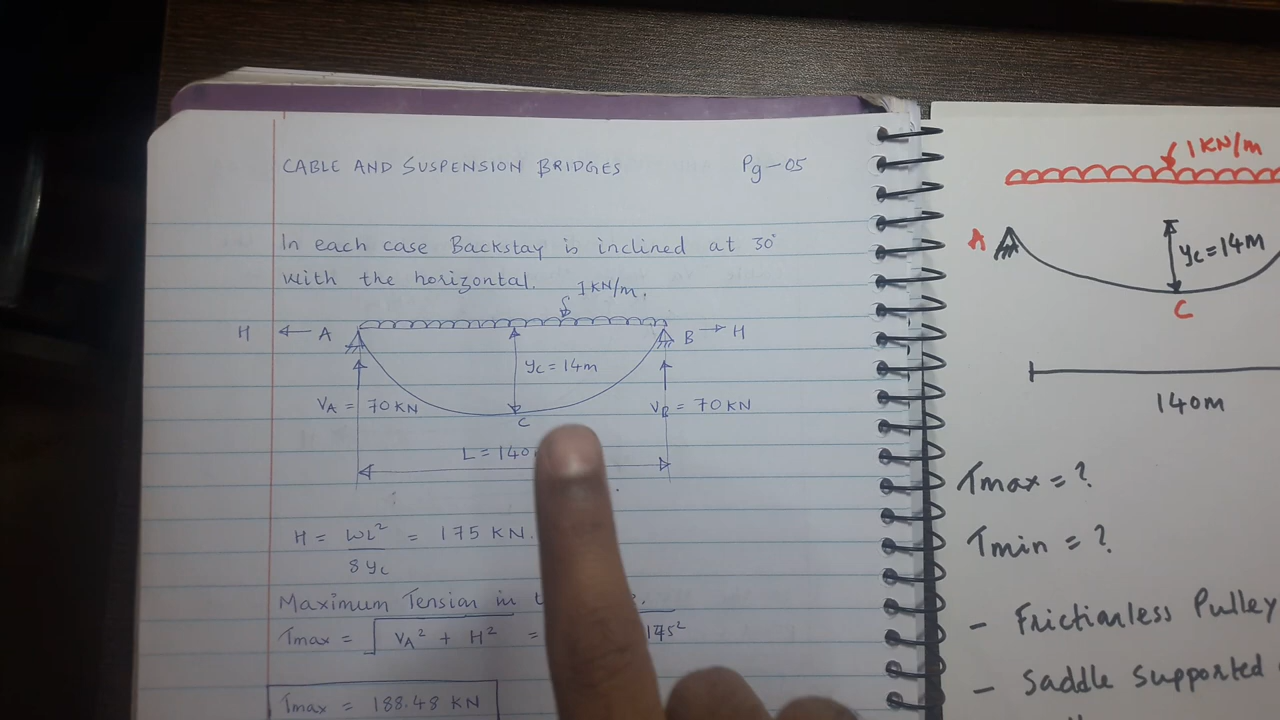 CABLE AND SUSPENSION BRIDGES Pg-05
In each case Backstay is inclined at 30°
with the horizontal.
1KN/m.
H A B H
yc = 14m
VA = 70KN VB = 70KN
C
L = 140
H = WL²/8yc = 175 KN.
Maximum Tension in
Tmax = √VA² + H² = 175²
Tmax = 188.48 KN
1KN/m
A
yc=14M
C
140m
Tmax = ?
Tmin = ?
- Frictionless Pulley
- Saddle supported